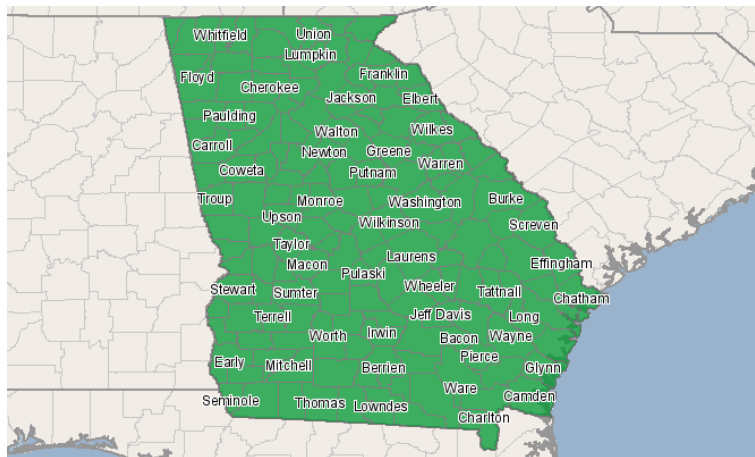 Whitfield
Union
Lumpkin
Floyd
Franklin
Cherokee
Jackson
Elbert
Paulding
Walton
Wilkes
Carroll
Newton
Greene
Warren
Coweta
Putnam
Troup
Monroe
Washington
Burke
Upson
Wilkinson
Screven
Taylor
Laurens
Macon
Pulaski
Effingham
Stewart
Sumter
Wheeler
Tattnall
Chatham
Terrell
Jeff Davis
Long
Worth
Irwin
Bacon
Wayne
Early
Mitchell
Berrien
Pierce
Glynn
Seminole
Thomas
Lowndes
Ware
Camden
Charlton